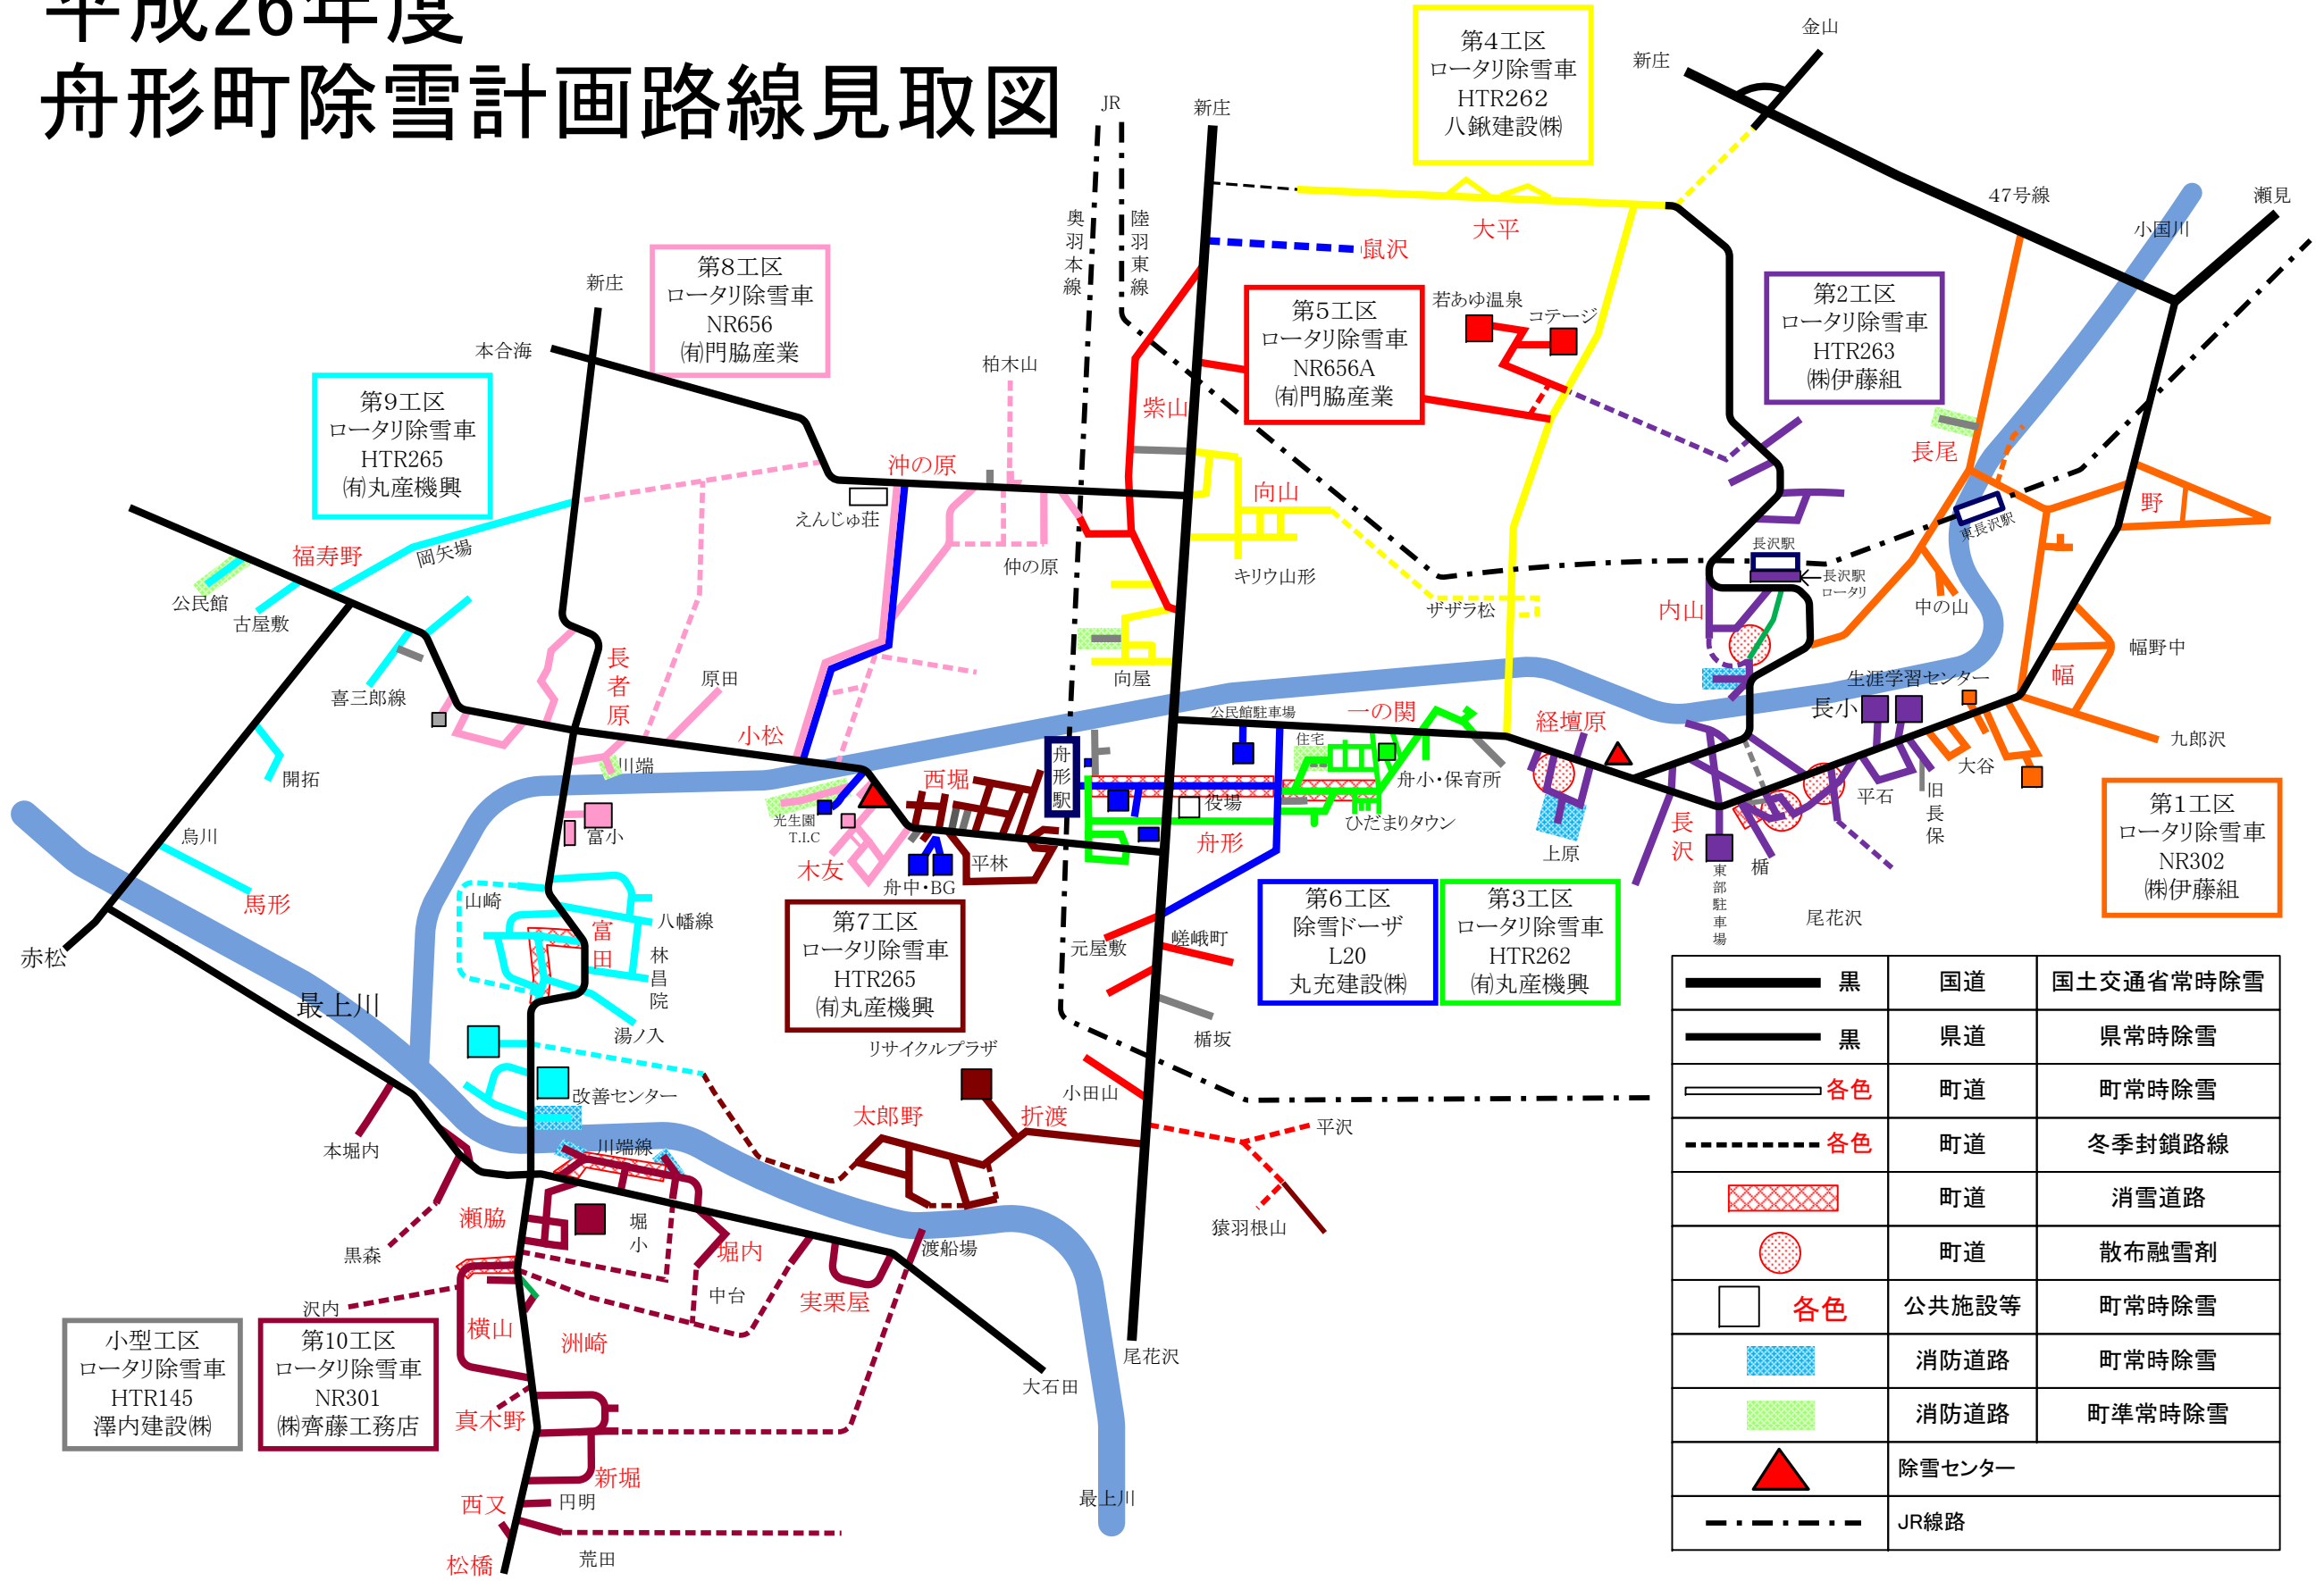 平成26年度
舟形町除雪計画路線見取図
第4工区
ロータリ除雪車
HTR262
八鍬建設㈱
新庄
金山
47号線
瀬見
小国川
JR
新庄
奥羽本線
陸羽東線
大平
鼠沢
第5工区
ロータリ除雪車
NR656A
㈲門脇産業
若あゆ温泉
コテージ
第2工区
ロータリ除雪車
HTR263
㈱伊藤組
第8工区
ロータリ除雪車
NR656
㈲門脇産業
新庄
本合海
第9工区
ロータリ除雪車
HTR265
㈲丸産機興
柏木山
紫山
沖の原
えんじゅ荘
向山
長尾
野
東長沢駅
福寿野
岡矢場
仲の原
キリウ山形
長沢駅
長沢駅
ロータリ
公民館
古屋敷
ザザラ松
内山
中の山
幅野中
喜三郎線
長者原
原田
向屋
生涯学習センター
幅
長小
小松
公民館駐車場
一の関
経壇原
九郎沢
開拓
川端
舟形駅
住宅
西堀
舟小・保育所
大谷
平石
旧長保
第1工区
ロータリ除雪車
NR302
㈱伊藤組
烏川
富小
光生園
T.I.C
役場
ひだまりタウン
長沢
馬形
木友
舟中・BG
平林
舟形
上原
楯
東部駐車場
尾花沢
山崎
八幡線
富田
林昌院
第7工区
ロータリ除雪車
HTR265
㈲丸産機興
第6工区
除雪ドーザ
L20
丸充建設㈱
第3工区
ロータリ除雪車
HTR262
㈲丸産機興
元屋敷
嵯峨町
赤松
最上川
湯ノ入
楯坂
リサイクルプラザ
改善センター
小田山
太郎野
折渡
平沢
本堀内
川端線
猿羽根山
瀬脇
堀小
堀内
渡船場
黒森
中台
実栗屋
沢内
横山
洲崎
尾花沢
大石田
小型工区
ロータリ除雪車
HTR145
澤内建設㈱
第10工区
ロータリ除雪車
NR301
㈱齊藤工務店
真木野
新堀
西又
円明
荒田
松橋
最上川
黒 国道 国土交通省常時除雪
黒 県道 県常時除雪
各色 町道 町常時除雪
各色 町道 冬季封鎖路線
町道 消雪道路
町道 散布融雪剤
各色 公共施設等 町常時除雪
消防道路 町常時除雪
消防道路 町準常時除雪
除雪センター
JR線路